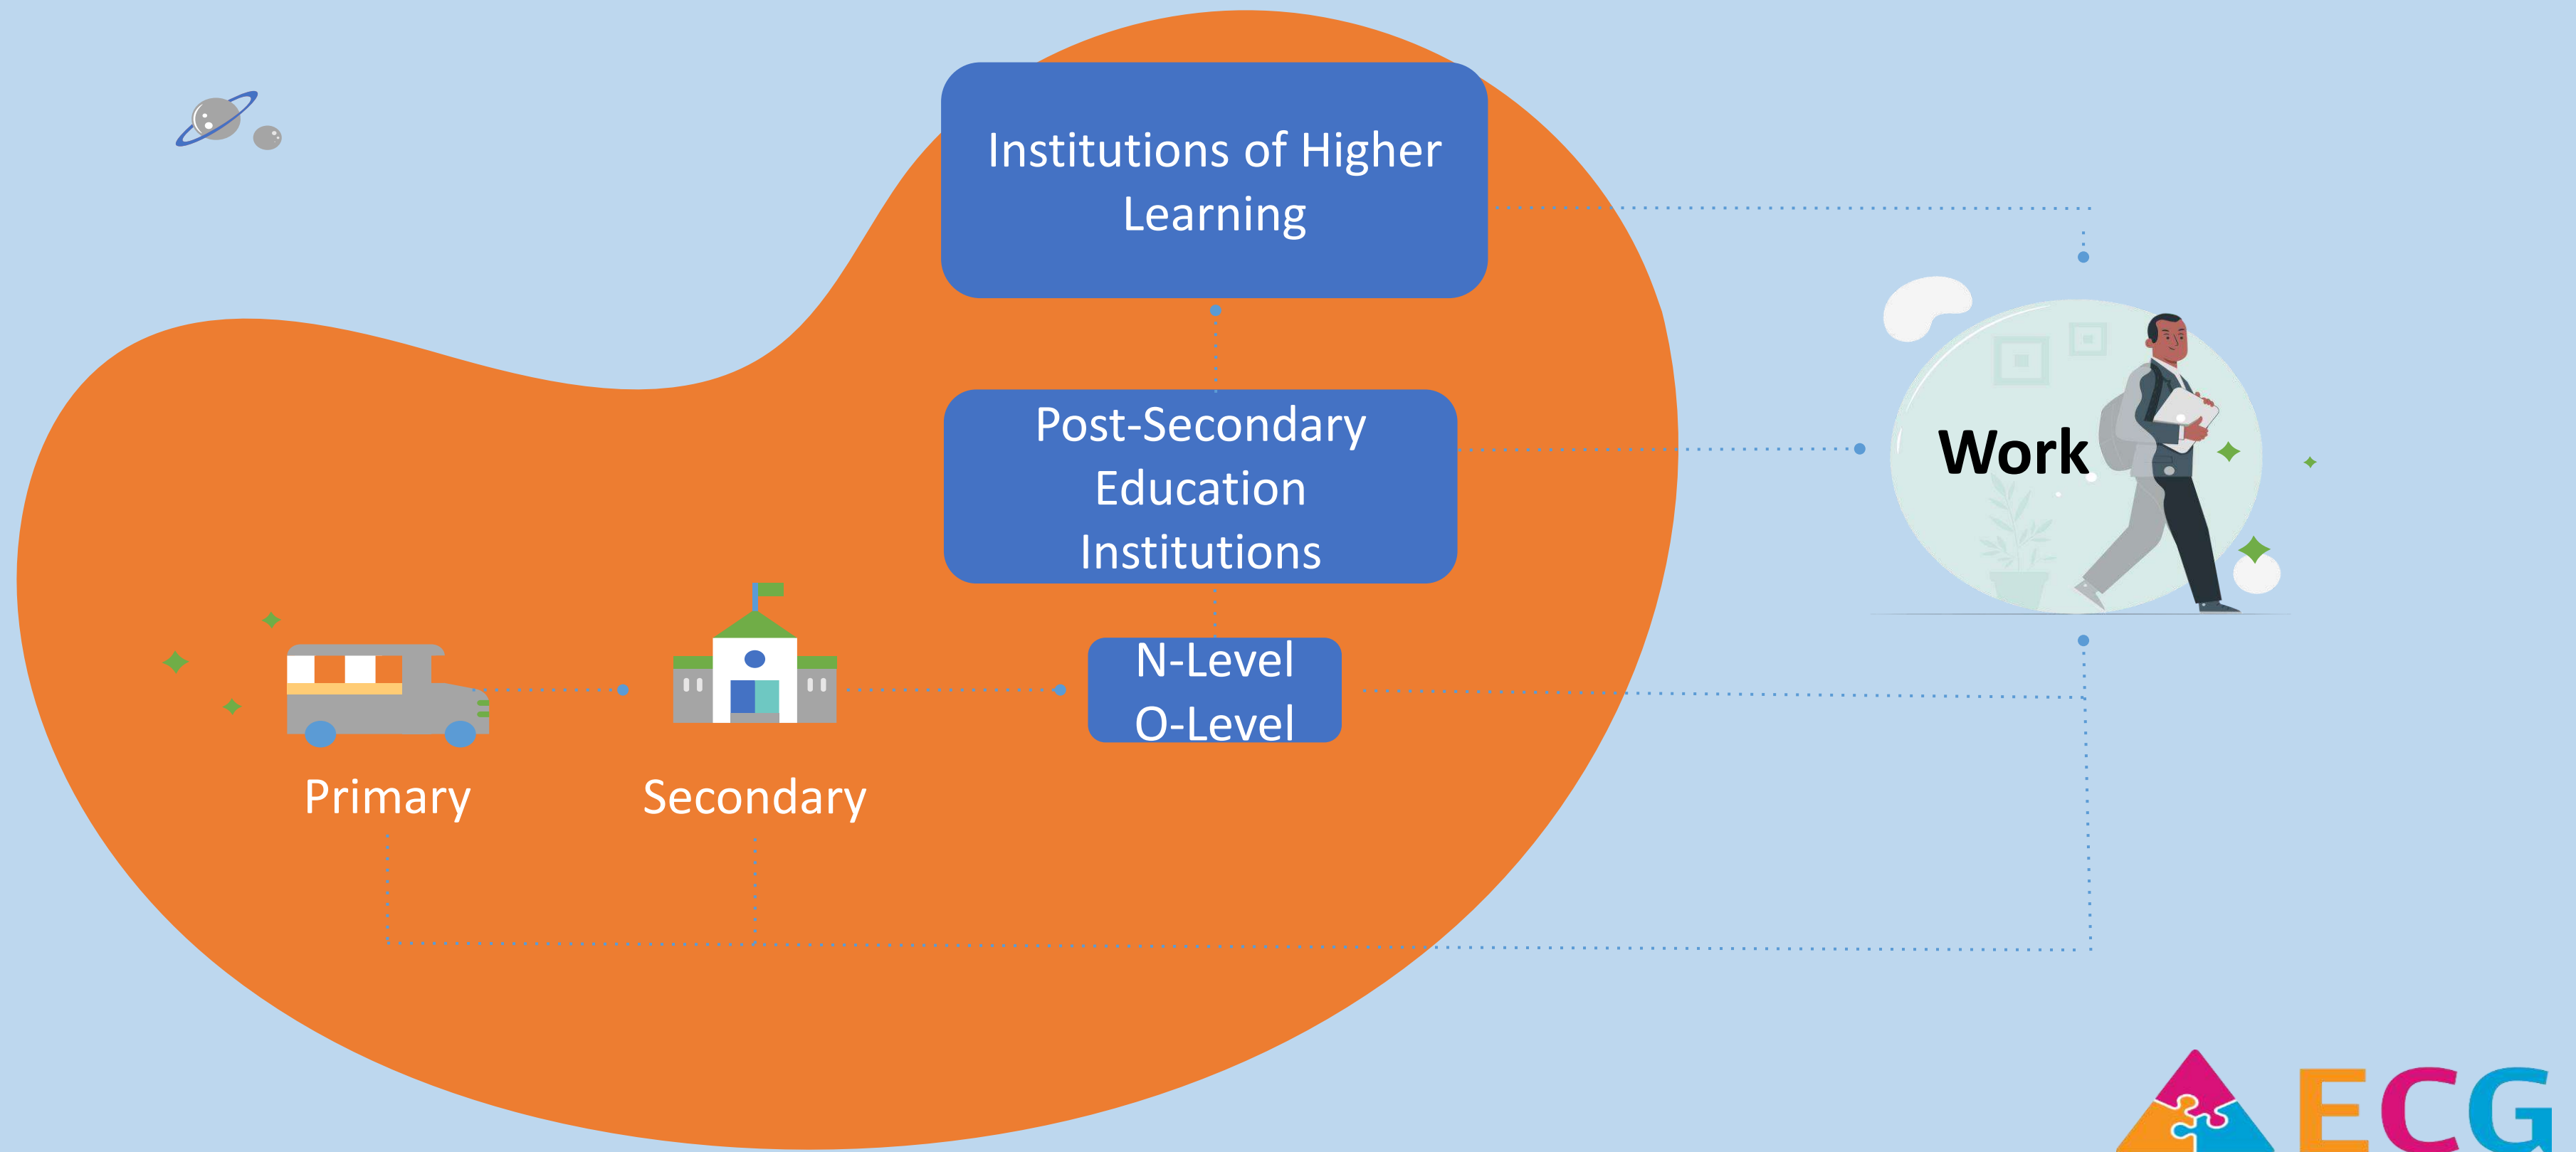 Institutions of Higher
Learning
Post-Secondary
Education
Institutions
Work
N-Level
O-Level
Primary
Secondary
ECG